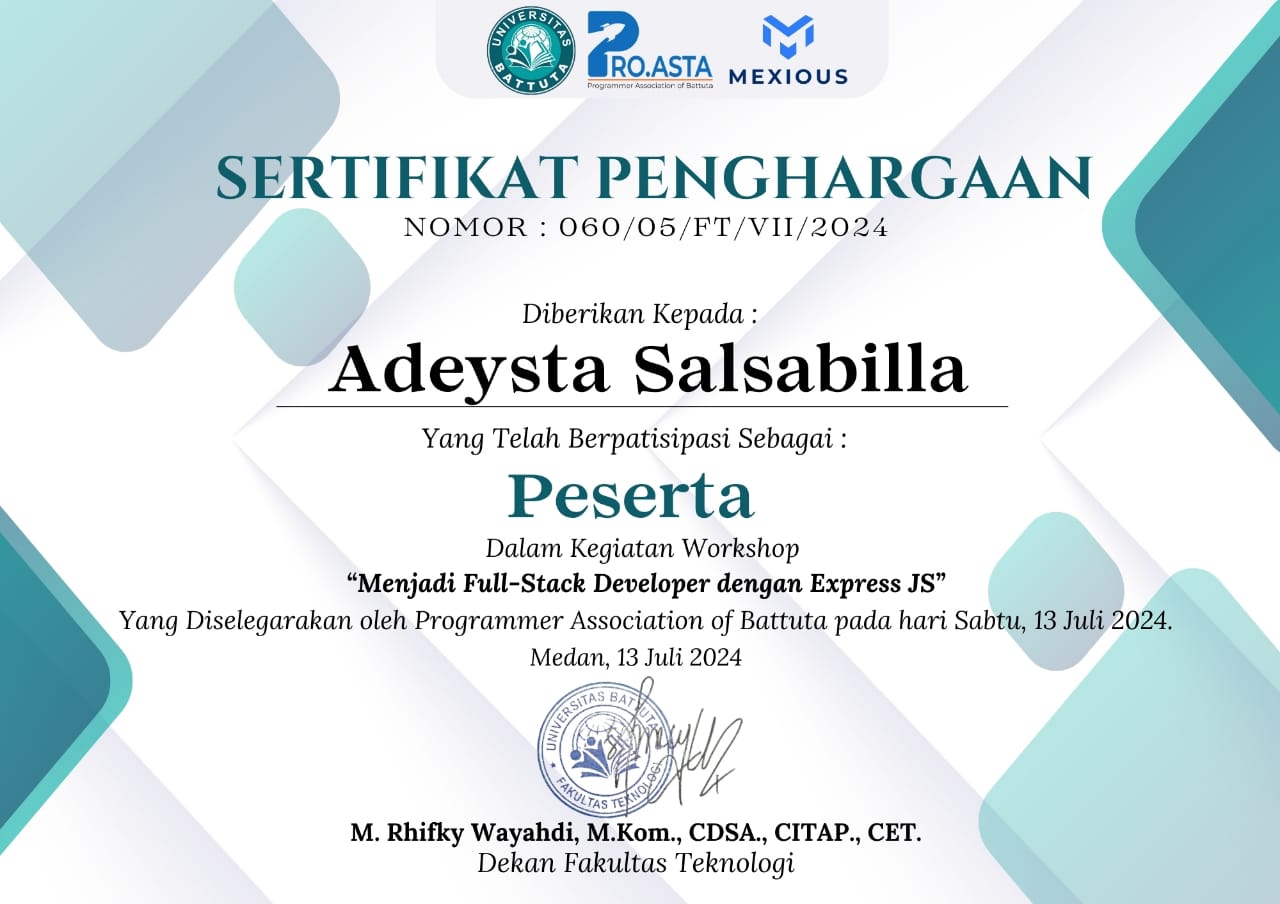 UNIVERSITAS BATTUTA
PRO.ASTA
Programmer Association of Battuta
MEXIOUS
SERTIFIKAT PENGHARGAAN
NOMOR : 060/05/FT/VII/2024
Diberikan Kepada :
Adeysta Salsabilla
Yang Telah Berpatisipasi Sebagai :
Peserta
Dalam Kegiatan Workshop
“Menjadi Full-Stack Developer dengan Express JS”
Yang Diselegarakan oleh Programmer Association of Battuta pada hari Sabtu, 13 Juli 2024.
Medan, 13 Juli 2024
UNIVERSITAS BATTUTA
FAKULTAS TEKNOLOGI
M. Rhifky Wayahdi, M.Kom., CDSA., CITAP., CET.
Dekan Fakultas Teknologi